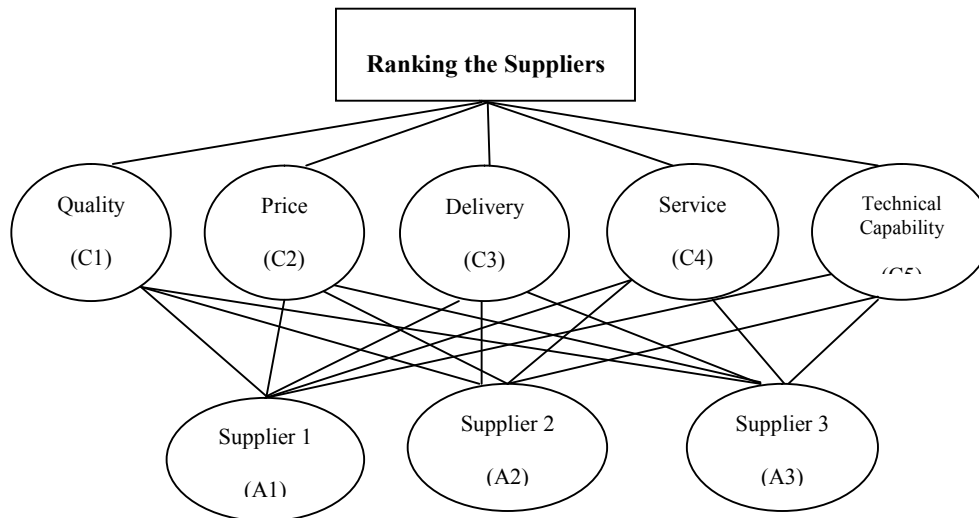 Ranking the Suppliers
Quality
(C1)
Price
(C2)
Delivery
(C3)
Service
(C4)
Technical
Capability
(C5)
Supplier 1
(A1)
Supplier 2
(A2)
Supplier 3
(A3)